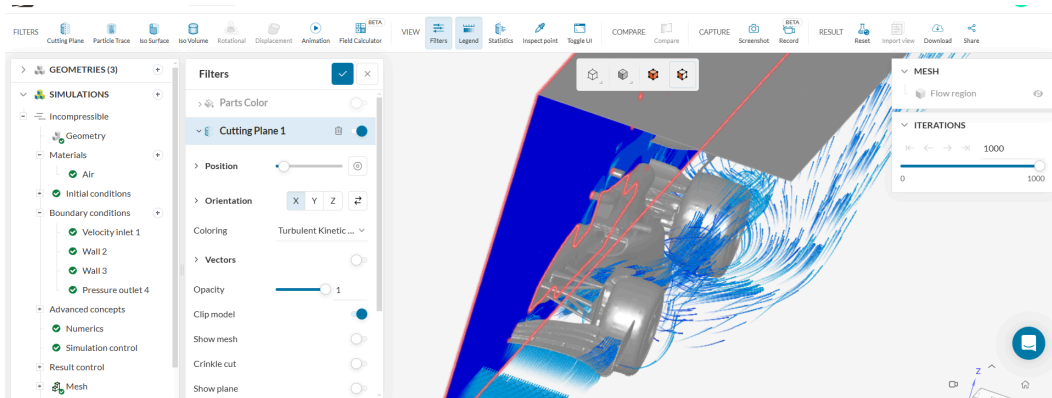 BETA
BETA
FILTERS
Cutting Plane
Particle Trace
Iso Surface
Iso Volume
Rotational
Displacement
Animation
Field Calculator
VIEW
Filters
Legend
Statistics
Inspect point
Toggle UI
COMPARE
Compare
CAPTURE
Screenshot
Record
RESULT
Reset
Import view
Download
Share
GEOMETRIES (3)
SIMULATIONS
Incompressible
Geometry
Materials
Air
Initial conditions
Boundary conditions
Velocity inlet 1
Wall 2
Wall 3
Pressure outlet 4
Advanced concepts
Numerics
Simulation control
Result control
Mesh
Filters
Parts Color
Cutting Plane 1
Position
Orientation
X Y Z
Coloring
Turbulent Kinetic ...
Vectors
Opacity
1
Clip model
Show mesh
Crinkle cut
Show plane
MESH
Flow region
ITERATIONS
1000
0
1000
Z